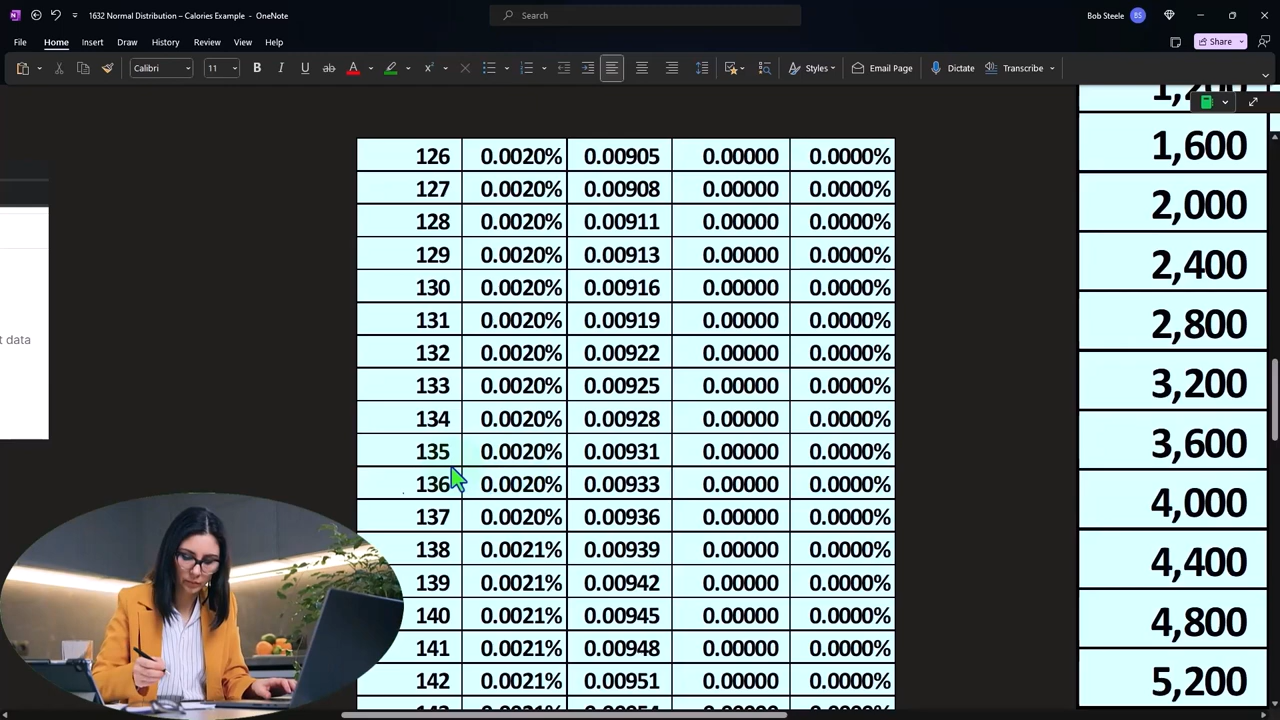 1632 Normal Distribution – Calories Example - OneNote
Search
Bob Steele
BS
File Home Insert Draw History Review View Help
Share
Calibri 11 B I U ab A Styles Email Page Dictate Transcribe
126 0.0020% 0.00905 0.00000 0.0000%
127 0.0020% 0.00908 0.00000 0.0000%
128 0.0020% 0.00911 0.00000 0.0000%
129 0.0020% 0.00913 0.00000 0.0000%
130 0.0020% 0.00916 0.00000 0.0000%
131 0.0020% 0.00919 0.00000 0.0000%
132 0.0020% 0.00922 0.00000 0.0000%
133 0.0020% 0.00925 0.00000 0.0000%
134 0.0020% 0.00928 0.00000 0.0000%
135 0.0020% 0.00931 0.00000 0.0000%
136 0.0020% 0.00933 0.00000 0.0000%
137 0.0020% 0.00936 0.00000 0.0000%
138 0.0021% 0.00939 0.00000 0.0000%
139 0.0021% 0.00942 0.00000 0.0000%
140 0.0021% 0.00945 0.00000 0.0000%
141 0.0021% 0.00948 0.00000 0.0000%
142 0.0021% 0.00951 0.00000 0.0000%
t data
1,600
2,000
2,400
2,800
3,200
3,600
4,000
4,400
4,800
5,200